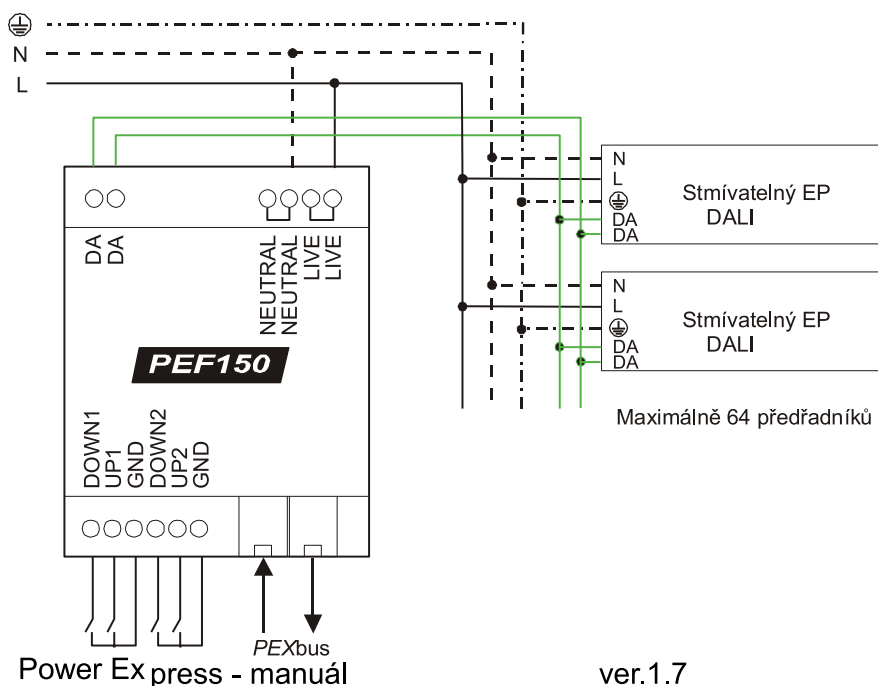 N
L
N
L
Stmívatelný EP
DALI
DA
DA
DA
DA
NEUTRAL
NEUTRAL
LIVE
LIVE
N
L
Stmívatelný EP
DALI
DA
DA
PEF150
Maximálně 64 předřadníků
DOWN1
UP1
GND
DOWN2
UP2
GND
PEXbus
Power Express - manuál
ver.1.7